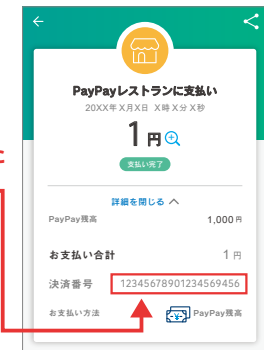 PayPayレストランに支払い
20XX年X月X日 X時X分X秒
1円
支払い完了
詳細を閉じる
PayPay残高 1,000円
お支払い合計 1円
決済番号 12345678901234569456
お支払い方法 PayPay残高